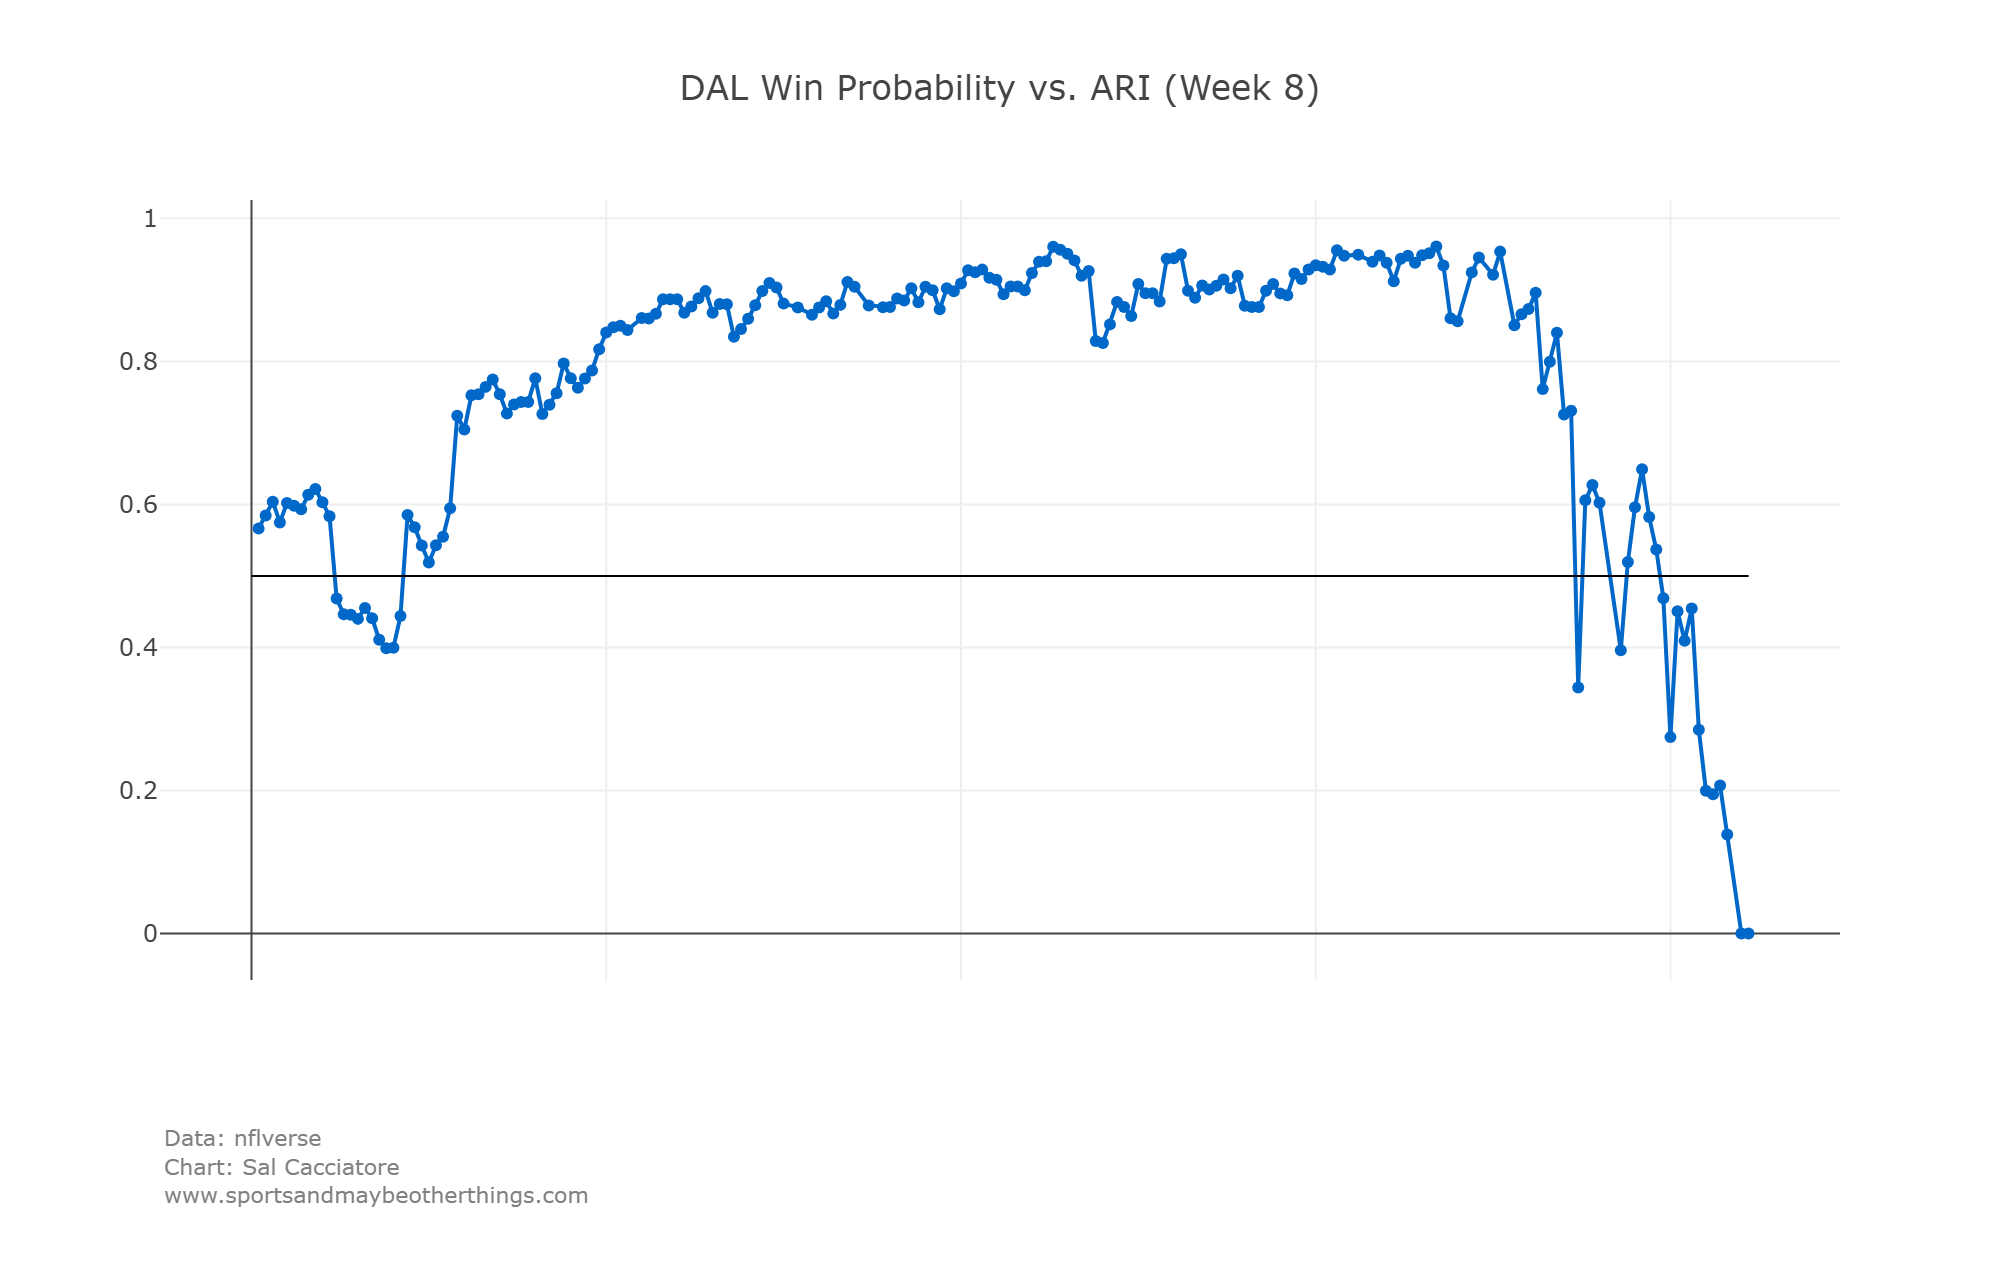 DAL Win Probability vs. ARI (Week 8)
1
0.8
0.6
0.4
0.2
0
Data: nflverse
Chart: Sal Cacciatore
www.sportsandmaybeotherthings.com